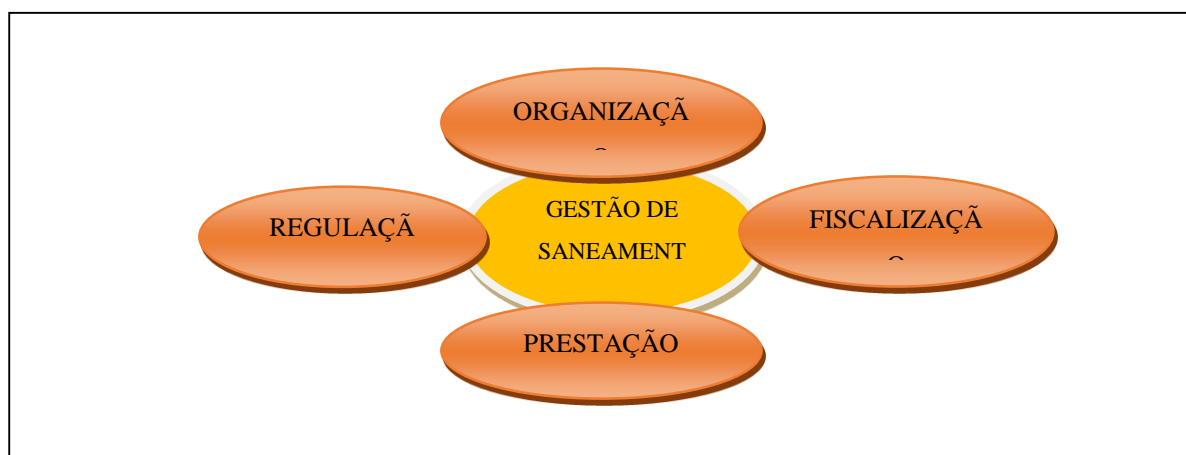 ORGANIZAÇÃ
REGULAÇÃ
GESTÃO DE
SANEAMENT
FISCALIZAÇÃ
PRESTAÇÃO